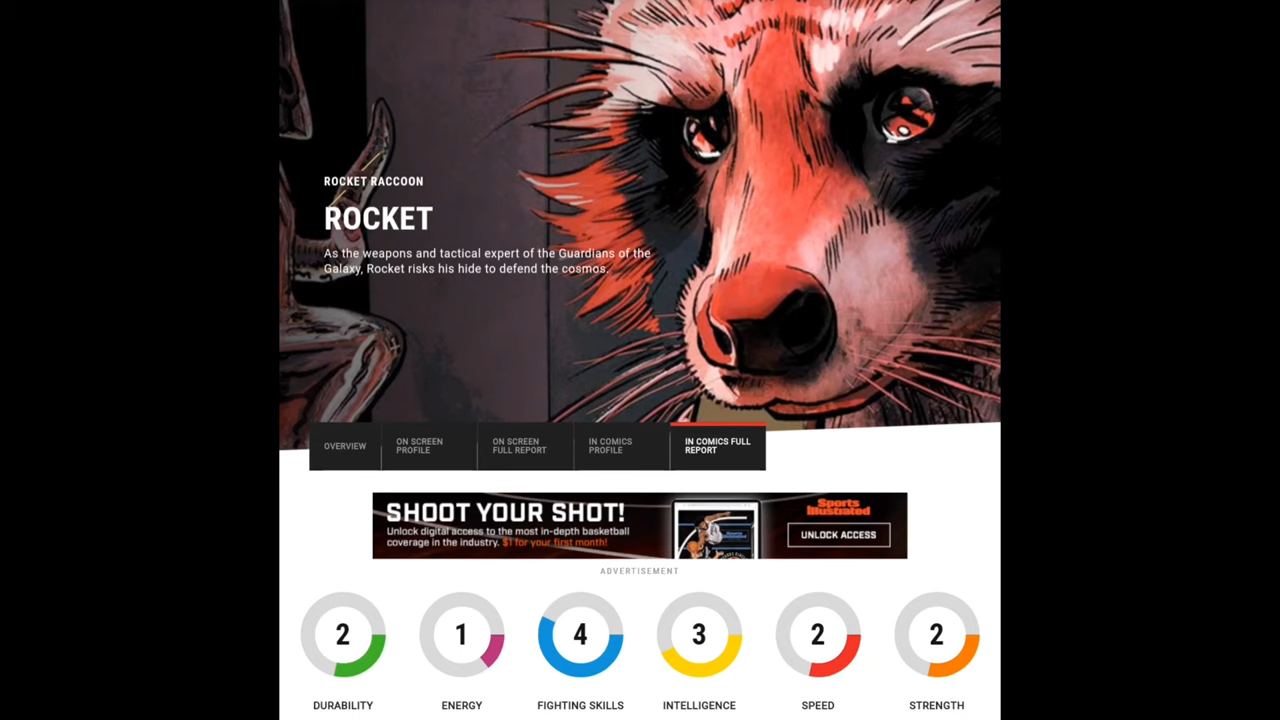 ROCKET RACCOON
ROCKET
As the weapons and tactical expert of the Guardians of the
Galaxy, Rocket risks his hide to defend the cosmos.
OVERVIEW
ON SCREEN
PROFILE
ON SCREEN
FULL REPORT
IN COMICS
PROFILE
IN COMICS FULL
REPORT
SHOOT YOUR SHOT!
Unlock digital access to the most in-depth basketball
coverage in the industry. $1 for your first month!
Sports
Illustrated
UNLOCK ACCESS
ADVERTISEMENT
2
1
4
3
2
2
DURABILITY
ENERGY
FIGHTING SKILLS
INTELLIGENCE
SPEED
STRENGTH